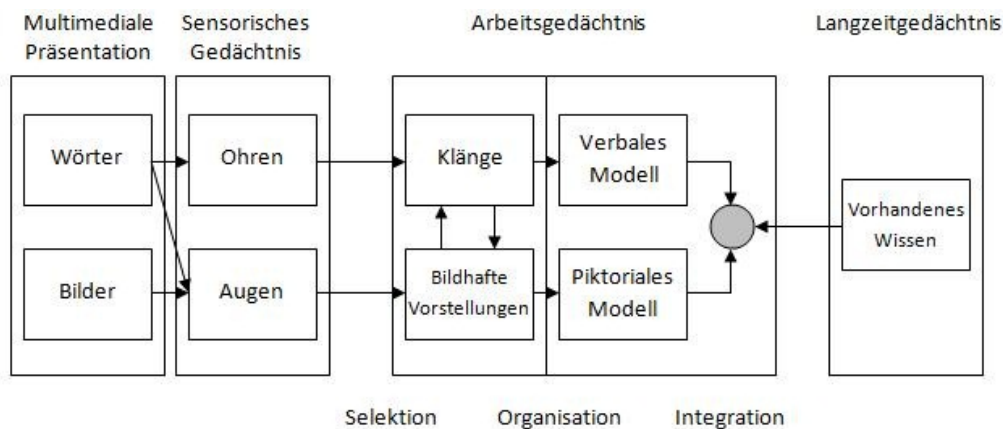 Multimediale
Präsentation
Sensorisches
Gedächtnis
Arbeitsgedächtnis
Langzeitgedächtnis
Wörter
Ohren
Klänge
Verbales
Modell
Vorhandenes
Wissen
Bilder
Augen
Bildhafte
Vorstellungen
Piktoriales
Modell
Selektion
Organisation
Integration